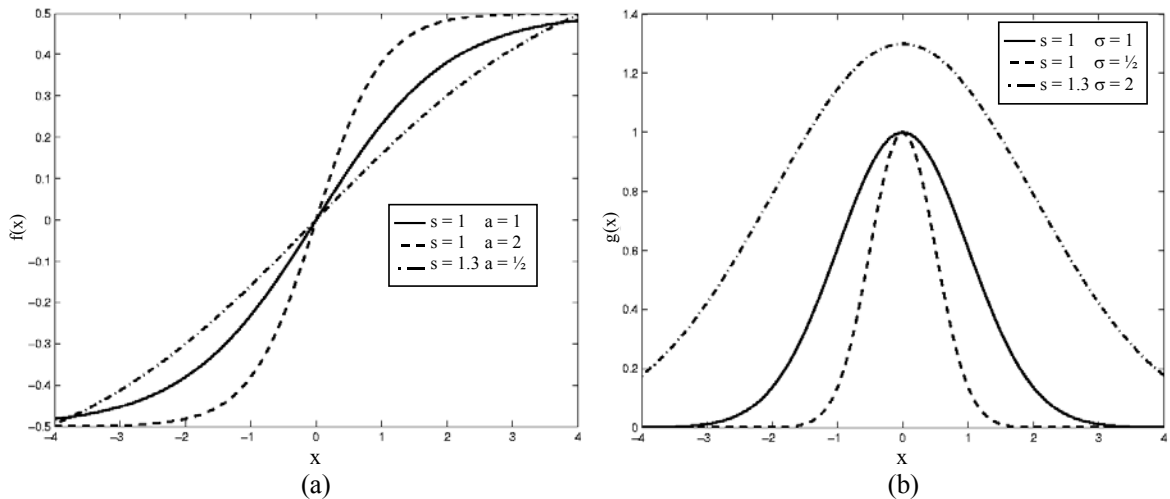 0.5
0.4
0.3
0.2
0.1
0
-0.1
-0.2
-0.3
-0.4
-0.5
f(x)
s = 1 a = 1
s = 1 a = 2
s = 1.3 a = ½
-4 -3 -2 -1 0 1 2 3 4
x
(a)
1.4
1.2
1
0.8
0.6
0.4
0.2
0
g(x)
s = 1 σ = 1
s = 1 σ = ½
s = 1.3 σ = 2
-4 -3 -2 -1 0 1 2 3 4
x
(b)